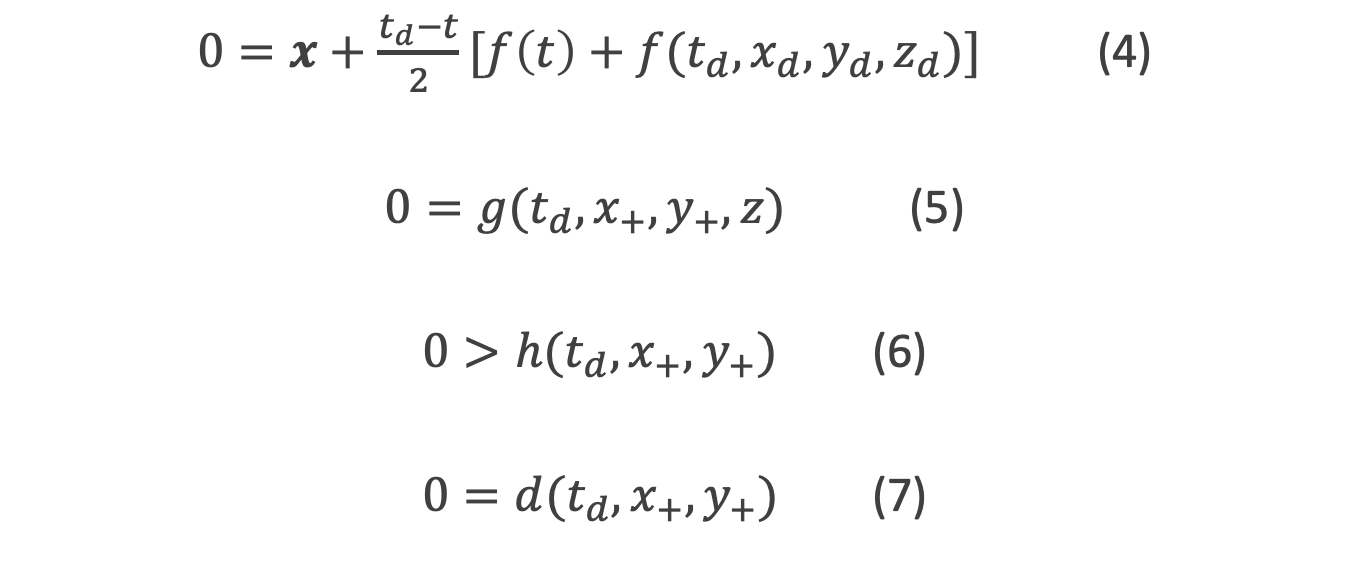 0 = x + \frac{t_d - t}{2} [f(t) + f(t_d, x_d, y_d, z_d)] (4)
0 = g(t_d, x_+, y_+, z) (5)
0 > h(t_d, x_+, y_+) (6)
0 = d(t_d, x_+, y_+) (7)